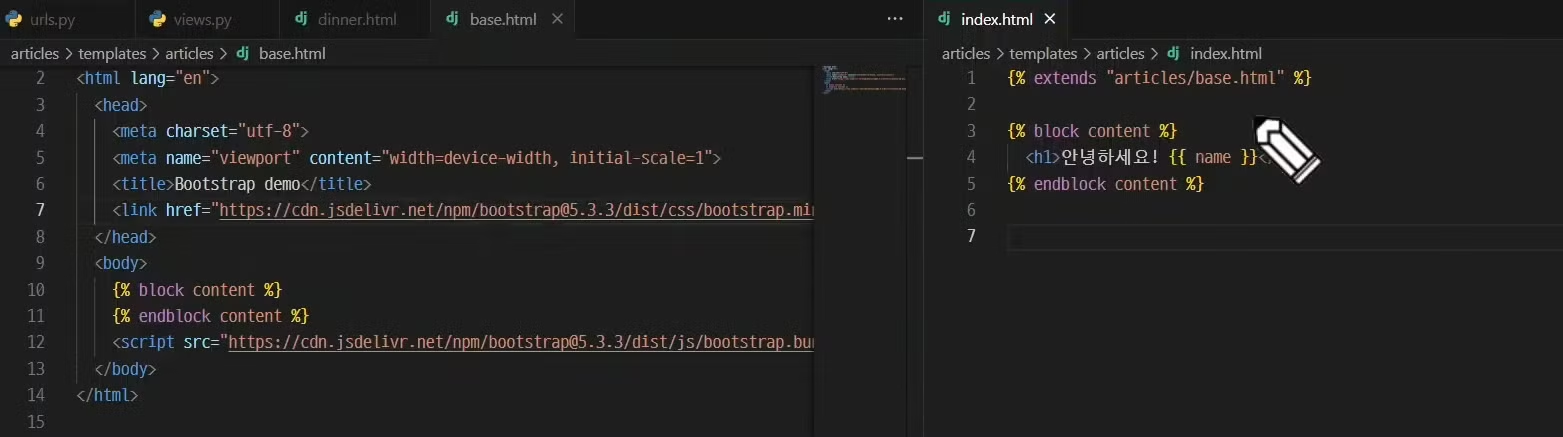 urls.py
views.py
dinner.html
base.html
articles > templates > articles > base.html
2 <html lang="en">
3 <head>
4 <meta charset="utf-8">
5 <meta name="viewport" content="width=device-width, initial-scale=1">
6 <title>Bootstrap demo</title>
7 <link href="https://cdn.jsdelivr.net/npm/bootstrap@5.3.3/dist/css/bootstrap.mi
8 </head>
9 <body>
10 {% block content %}
11 {% endblock content %}
12 <script src="https://cdn.jsdelivr.net/npm/bootstrap@5.3.3/dist/js/bootstrap.bu
13 </body>
14 </html>
15
index.html
articles > templates > articles > index.html
1 {% extends "articles/base.html" %}
2
3 {% block content %}
4 <h1>안녕하세요! {{ name }}<
5 {% endblock content %}
6
7